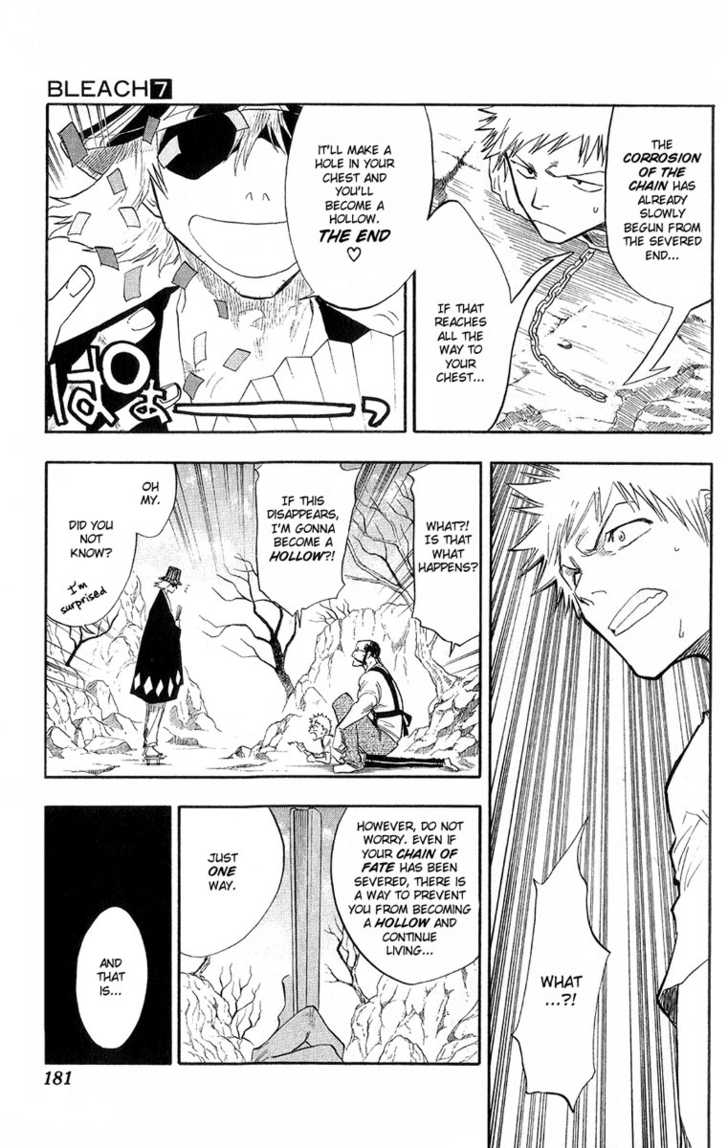 BLEACH 7
THE
CORROSION
OF THE
CHAIN HAS
ALREADY
SLOWLY
BEGUN FROM
THE SEVERED
END...
IF THAT
REACHES
ALL THE
WAY TO
YOUR
CHEST...
IT'LL MAKE A
HOLE IN YOUR
CHEST AND
YOU'LL
BECOME A
HOLLOW.
THE END
♡
ぱぁーっ
WHAT
...?!
WHAT?!
IS THAT
WHAT
HAPPENS?
IF THIS
DISAPPEARS,
I'M GONNA
BECOME A
HOLLOW?!
OH
MY.
DID YOU
NOT
KNOW?
I'm
surprised
HOWEVER, DO NOT
WORRY. EVEN IF
YOUR CHAIN OF
FATE HAS BEEN
SEVERED, THERE IS
A WAY TO PREVENT
YOU FROM BECOMING
A HOLLOW AND
CONTINUE
LIVING...
JUST
ONE
WAY.
AND
THAT
IS...
181